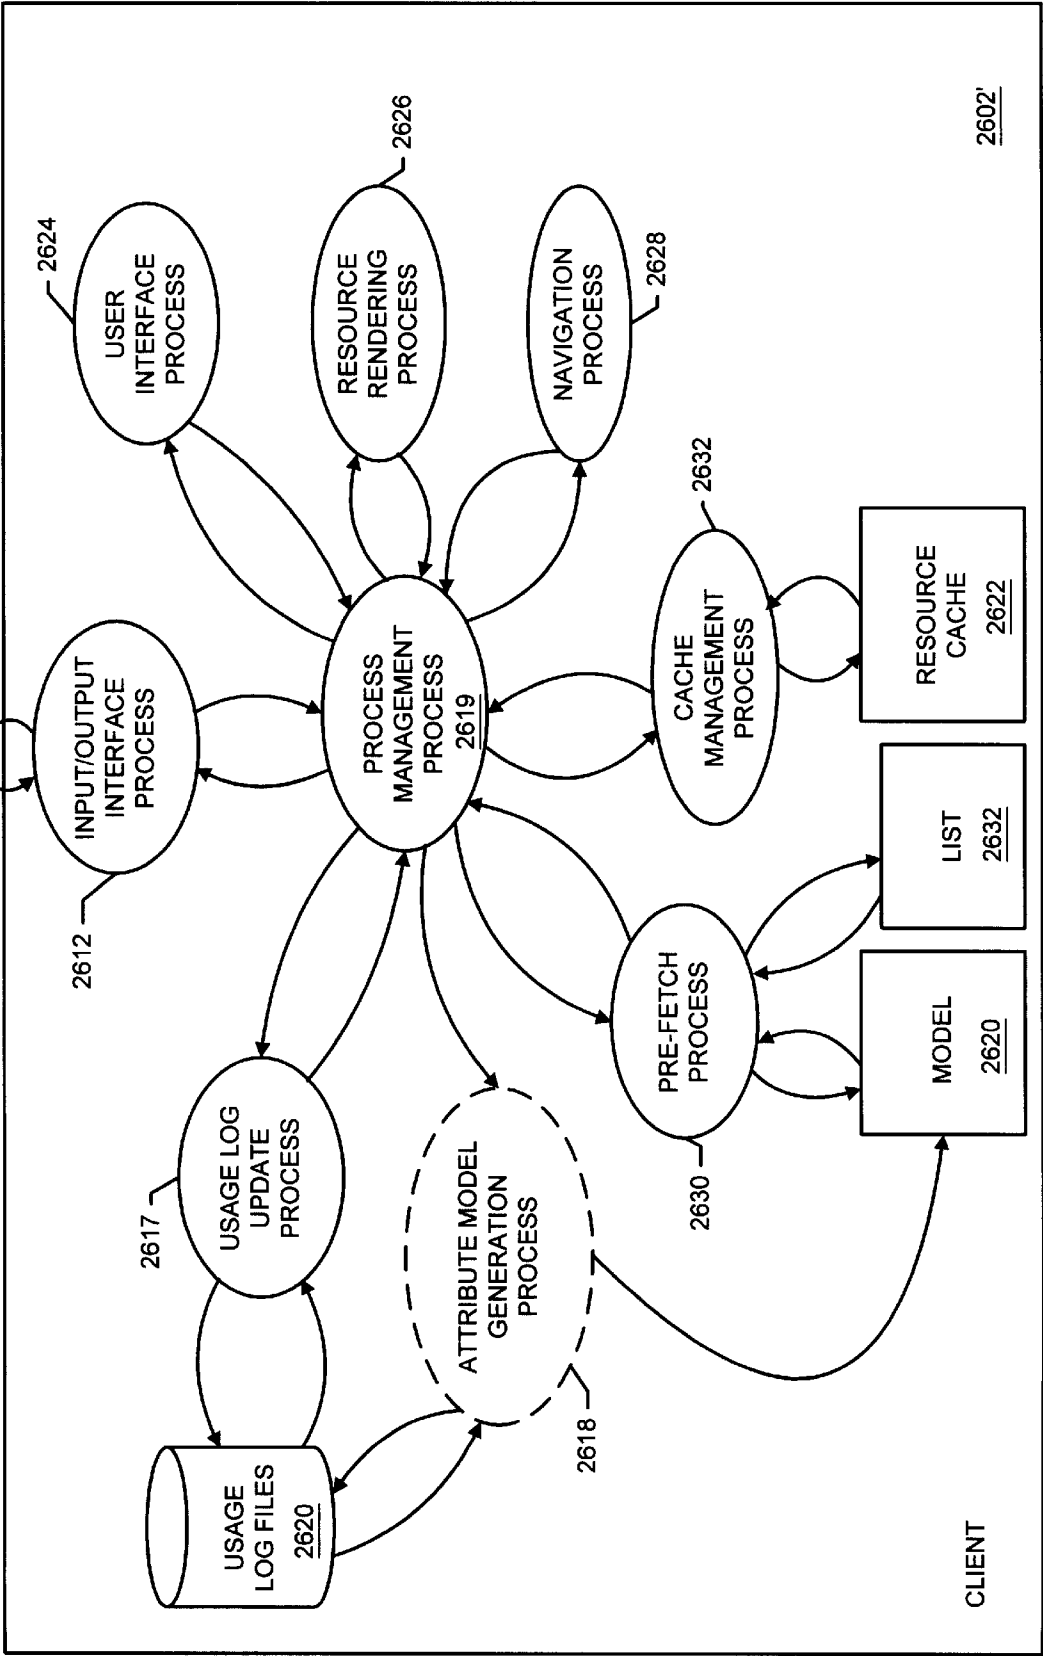 2602'
2624
USER
INTERFACE
PROCESS
2626
RESOURCE
RENDERING
PROCESS
NAVIGATION
PROCESS
2628
INPUT/OUTPUT
INTERFACE
PROCESS
2612
PROCESS
MANAGEMENT
PROCESS
2619
2632
CACHE
MANAGEMENT
PROCESS
RESOURCE
CACHE
2622
LIST
2632
2617
USAGE LOG
UPDATE
PROCESS
PRE-FETCH
PROCESS
2630
MODEL
2620
ATTRIBUTE MODEL
GENERATION
PROCESS
2618
USAGE
LOG FILES
2620
CLIENT